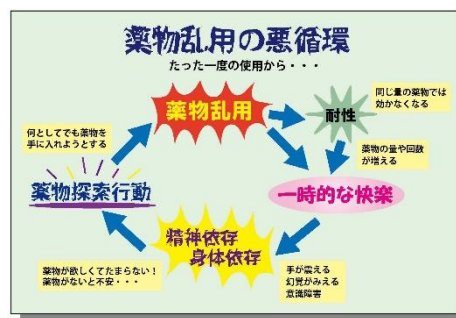 薬物乱用の悪循環
たった一度の使用から・・・
何としてでも薬物を
手に入れようとする
薬物乱用
耐性
同じ量の薬物では
効かなくなる
薬物の量や回数
が増える
薬物探索行動
一時的な快楽
精神依存
身体依存
薬物が欲しくてたまらない！
薬物がないと不安・・・
手が震える
幻覚がみえる
意識障害